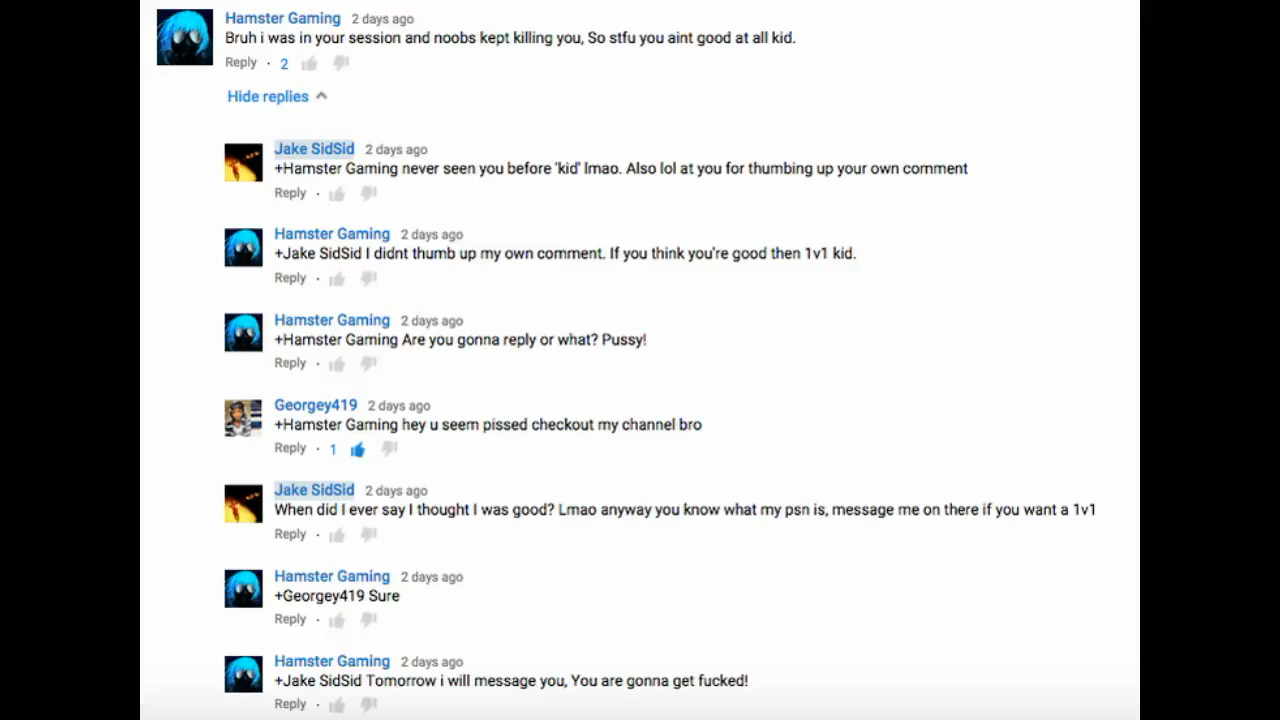 Hamster Gaming 2 days ago
Bruh i was in your session and noobs kept killing you, So stfu you aint good at all kid.
Reply · 2
Hide replies
Jake SidSid 2 days ago
+Hamster Gaming never seen you before 'kid' lmao. Also lol at you for thumbing up your own comment
Reply ·
Hamster Gaming 2 days ago
+Jake SidSid I didnt thumb up my own comment. If you think you're good then 1v1 kid.
Reply ·
Hamster Gaming 2 days ago
+Hamster Gaming Are you gonna reply or what? Pussy!
Reply ·
Georgey419 2 days ago
+Hamster Gaming hey u seem pissed checkout my channel bro
Reply · 1
Jake SidSid 2 days ago
When did I ever say I thought I was good? Lmao anyway you know what my psn is, message me on there if you want a 1v1
Reply ·
Hamster Gaming 2 days ago
+Georgey419 Sure
Reply ·
Hamster Gaming 2 days ago
+Jake SidSid Tomorrow i will message you, You are gonna get fucked!
Reply ·